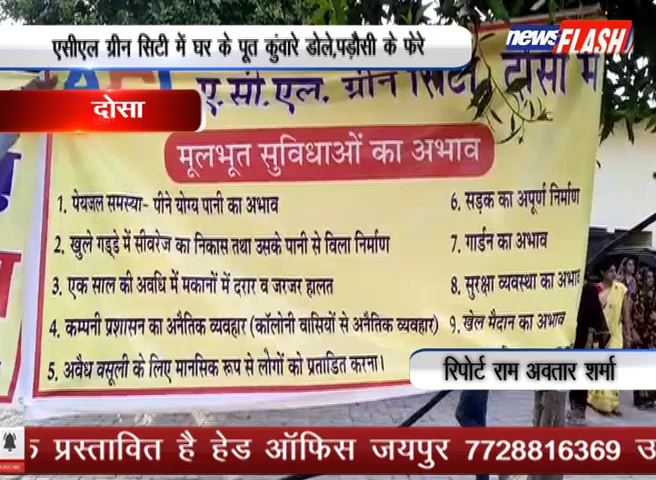 एसीएल ग्रीन सिटी में घर के पूत कुंवारे डोले,पड़ौसी के फेरे
news FLASH
दोसा
ए.सी.एल. ग्रीन सिटी, दौसा में
मूलभूत सुविधाओं का अभाव
1. पेयजल समस्या- पीने योग्य पानी का अभाव
2. खुले गड्डे में सीवरेज का निकास तथा उसके पानी से विला निर्माण
3. एक साल की अवधि में मकानों में दरार व जरजर हालत
4. कम्पनी प्रशासन का अनैतिक व्यवहार (कॉलोनी वासियों से अनैतिक व्यवहार)
5. अवैध वसूली के लिए मानसिक रूप से लोगों को प्रताडित करना।
6. सड़क का अपूर्ण निर्माण
7. गार्डन का अभाव
8. सुरक्षा व्यवस्था का अभाव
9. खेल मैदान का अभाव
रिपोर्ट राम अवतार शर्मा
प्रस्तावित है हेड ऑफिस जयपुर 7728816369